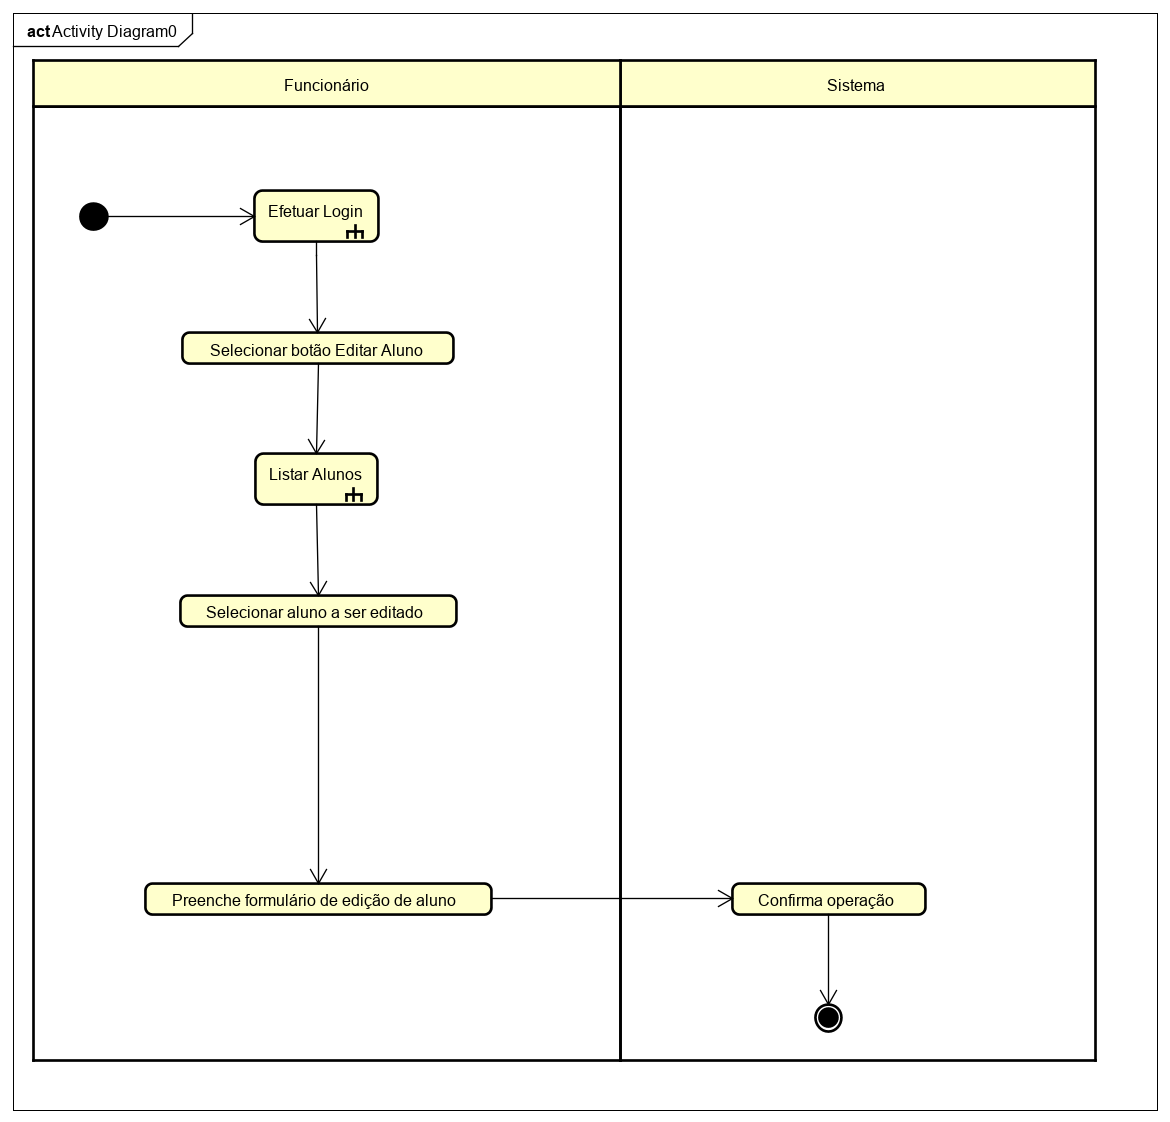 act Activity Diagram0
Funcionário
Sistema
Efetuar Login
Selecionar botão Editar Aluno
Listar Alunos
Selecionar aluno a ser editado
Preenche formulário de edição de aluno
Confirma operação